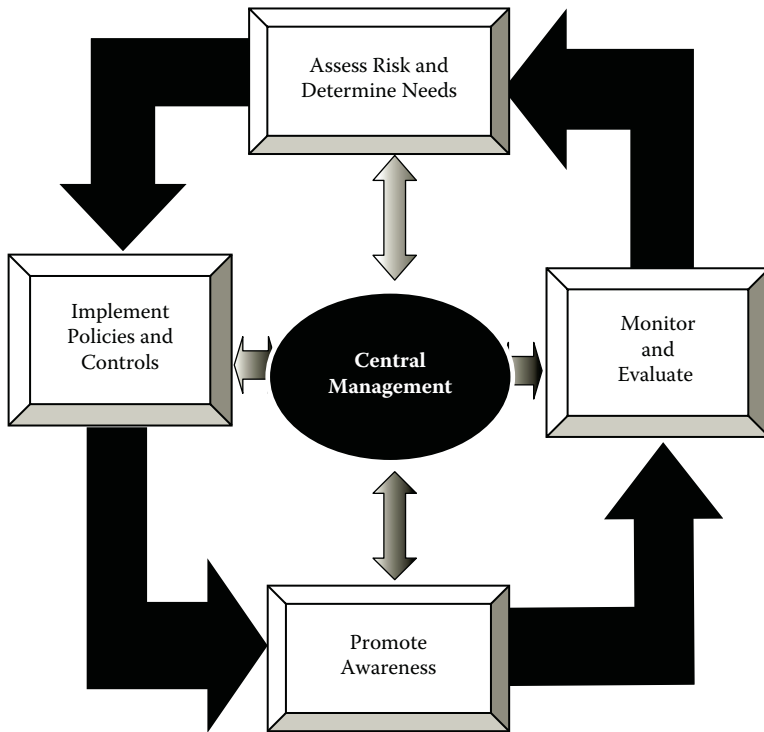 Assess Risk and
Determine Needs
Implement
Policies and
Controls
Central
Management
Monitor
and
Evaluate
Promote
Awareness